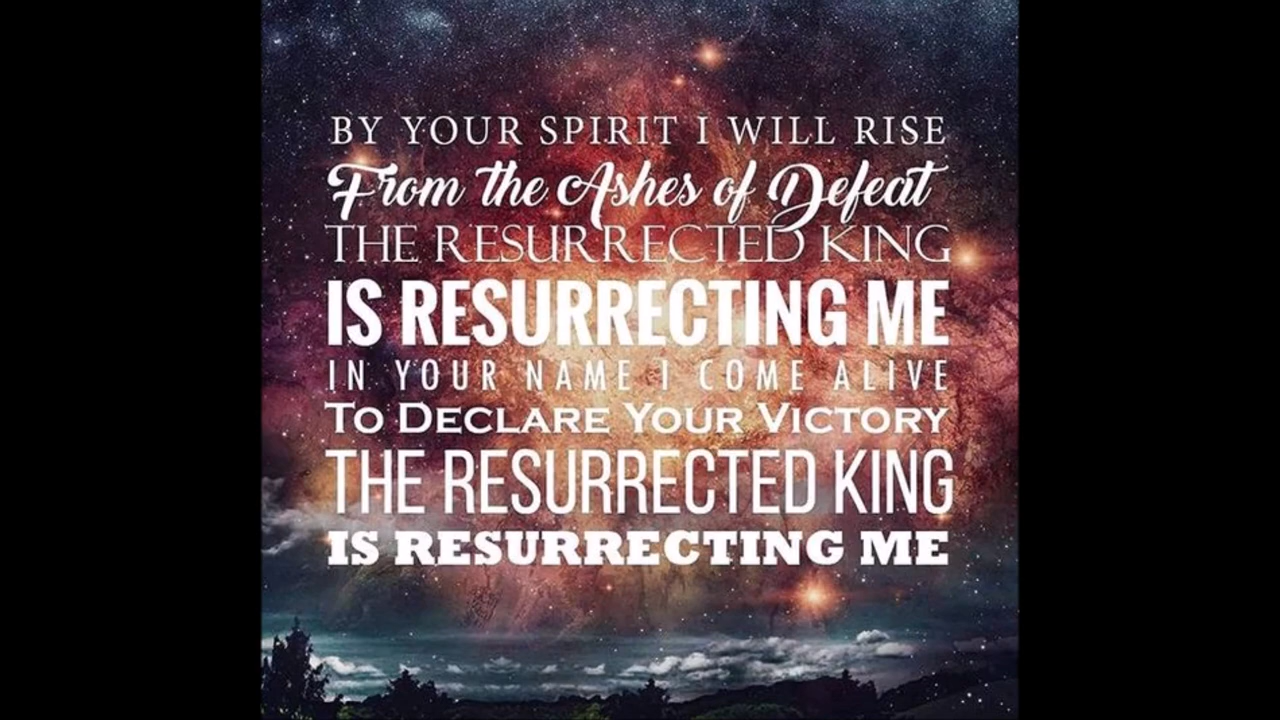 BY YOUR SPIRIT I WILL RISE
From the Ashes of Defeat
THE RESURRECTED KING
IS RESURRECTING ME
IN YOUR NAME I COME ALIVE
TO DECLARE YOUR VICTORY
THE RESURRECTED KING
IS RESURRECTING ME